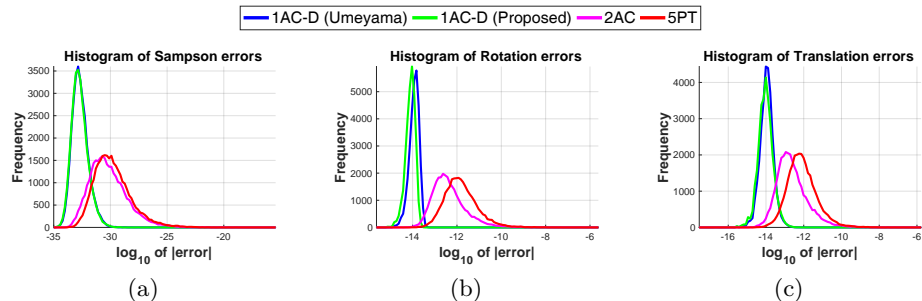 1AC-D (Umeyama) 1AC-D (Proposed) 2AC 5PT
Histogram of Sampson errors
Frequency
3500
3000
2500
2000
1500
1000
500
0
-35 -30 -20
log10 of |error|
(a)
Histogram of Rotation errors
Frequency
5000
4000
3000
2000
1000
0
-14 -12 -10 -8 -6
log10 of |error|
(b)
Histogram of Translation errors
Frequency
4000
3000
2000
1000
0
-16 -14 -12 -10 -8 -6
log10 of |error|
(c)